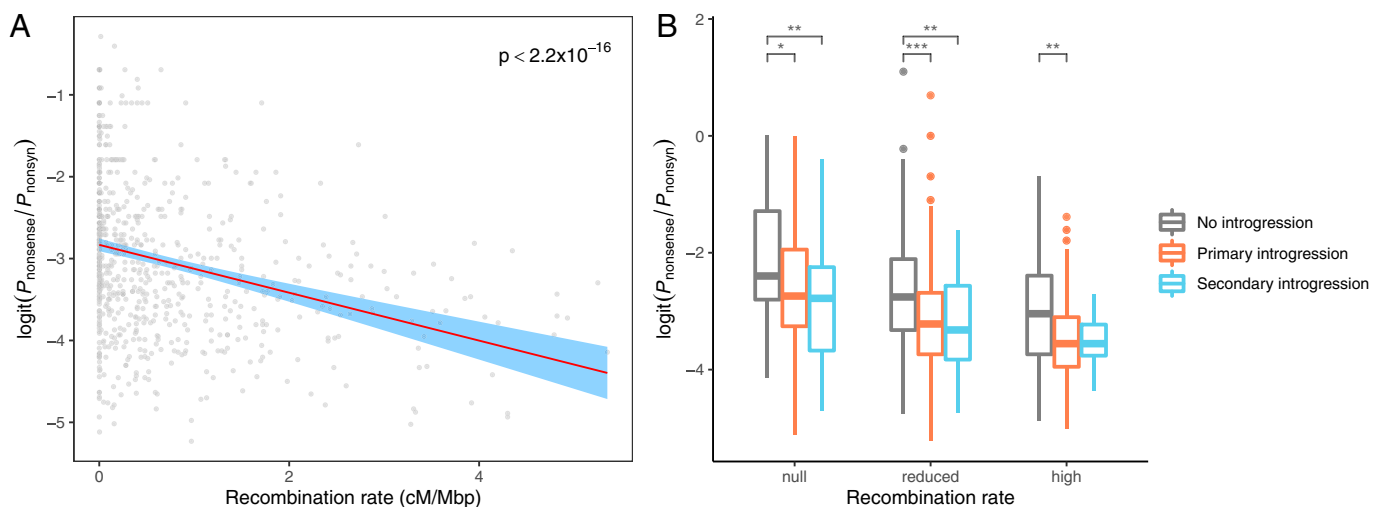 A
p < 2.2x10⁻¹⁶
logit(P_nonsense/P_nonsyn)
−1
−2
−3
−4
−5
0 2 4
Recombination rate (cM/Mbp)
B
logit(P_nonsense/P_nonsyn)
2
0
−2
−4
** ** 
* *** **
null reduced high
Recombination rate
No introgression
Primary introgression
Secondary introgression